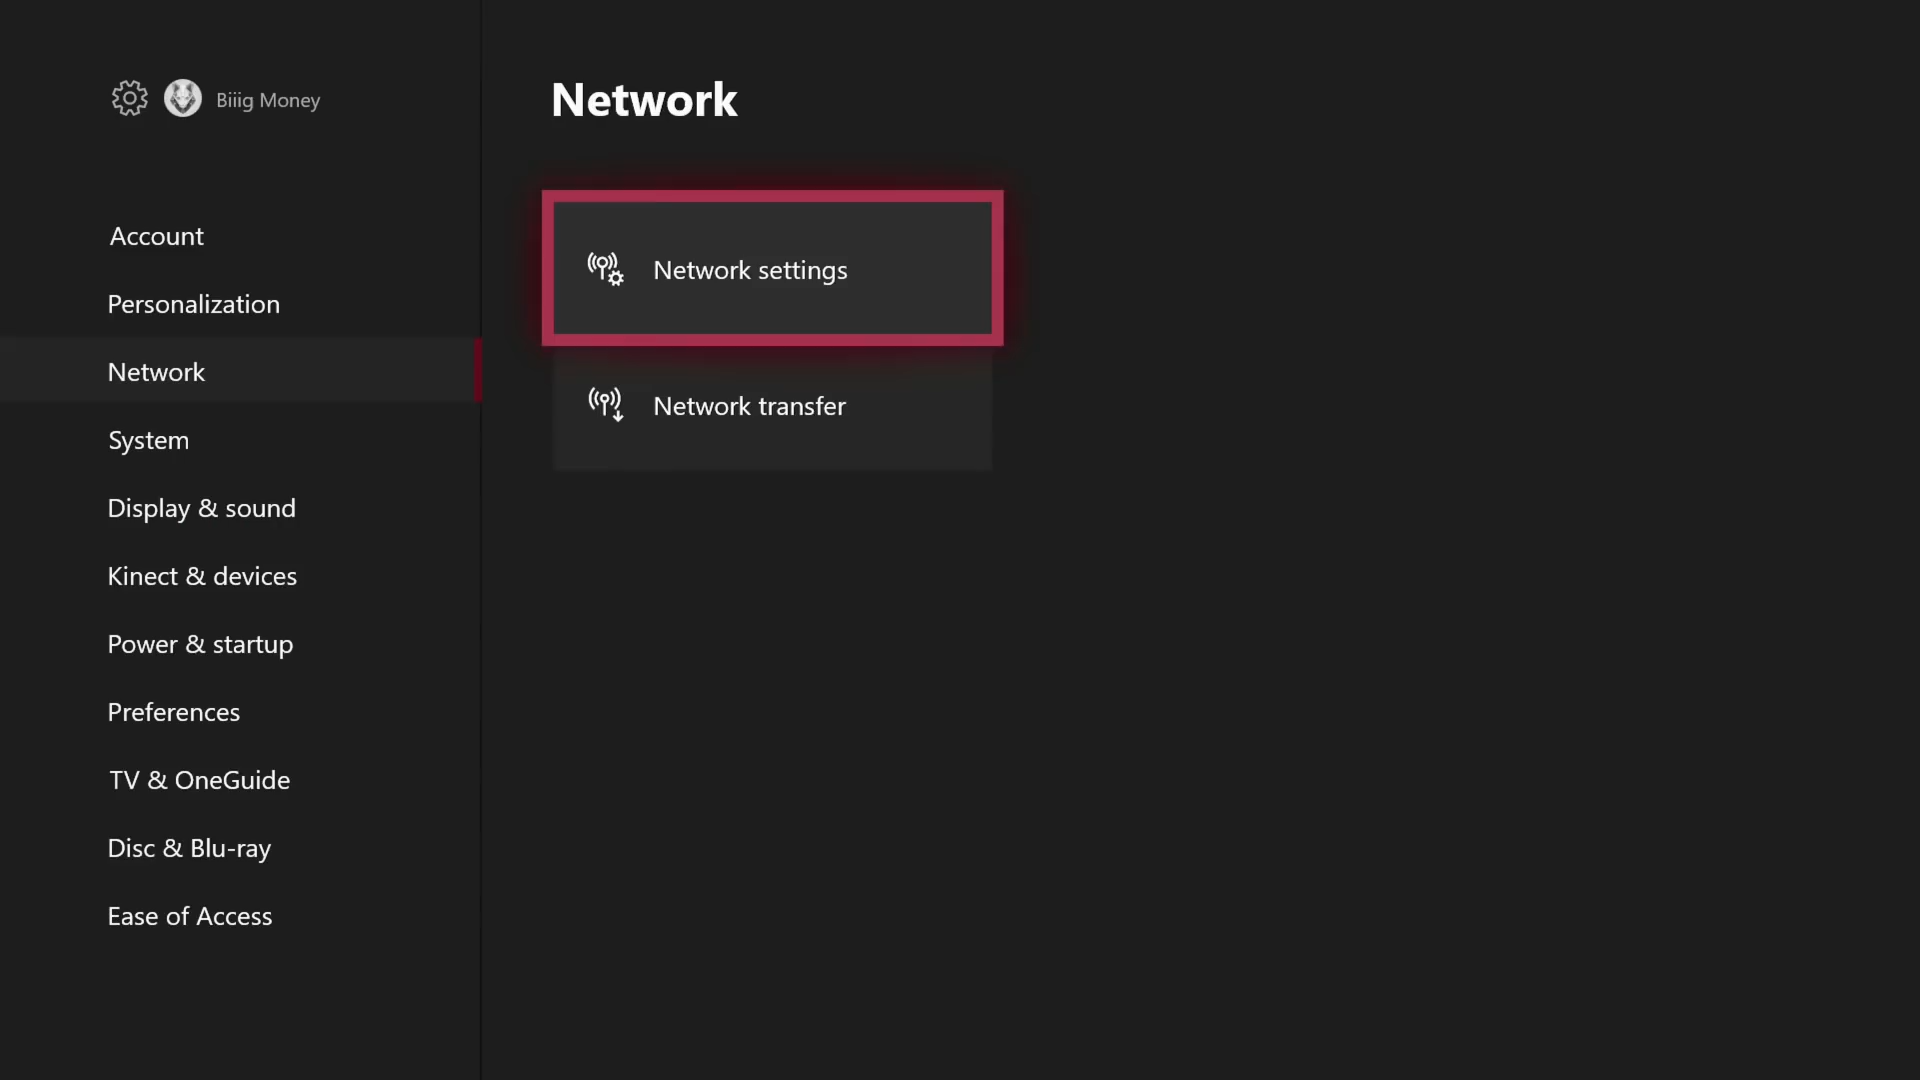 Biiig Money
Account
Personalization
Network
System
Display & sound
Kinect & devices
Power & startup
Preferences
TV & OneGuide
Disc & Blu-ray
Ease of Access
Network
Network settings
Network transfer